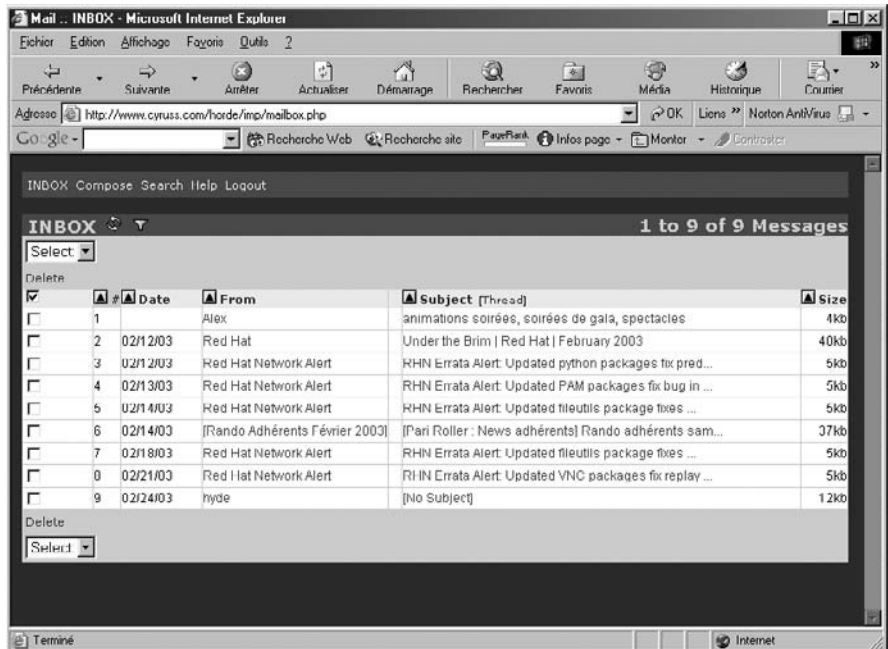 Mail :: INBOX - Microsoft Internet Explorer
Fichier Edition Affichage Favoris Outils ?
Précédente Suivante Arrêter Actualiser Démarrage Rechercher Favoris Média Historique Courrier »
Adresse http://www.cyruss.com/horde/imp/mailbox.php OK Liens » Norton AntiVirus
Google Recherche Web Recherche site PageRank Infos page Monter Contraster
INBOX Compose Search Help Logout
INBOX 1 to 9 of 9 Messages
Select
Delete
# Date From Subject [Thread] Size
1 Alex animations soirées, soirées de gala, spectacles 4kb
2 02/12/03 Red Hat Under the Brim | Red Hat | February 2003 40kb
3 02/12/03 Red Hat Network Alert RHN Errata Alert: Updated python packages fix pred... 5kb
4 02/13/03 Red Hat Network Alert RHN Errata Alert: Updated PAM packages fix bug in ... 5kb
5 02/14/03 Red Hat Network Alert RHN Errata Alert: Updated fileutils package fixes ... 5kb
6 02/14/03 [Rando Adhérents Février 2003] [Pari Roller : News adhérents] Rando adhérents sam... 37kb
7 02/18/03 Red Hat Network Alert RHN Errata Alert: Updated fileutils package fixes ... 5kb
8 02/21/03 Red Hat Network Alert RHN Errata Alert: Updated VNC packages fix replay ... 5kb
9 02/24/03 hyde [No Subject] 12kb
Delete
Select
Terminé Internet